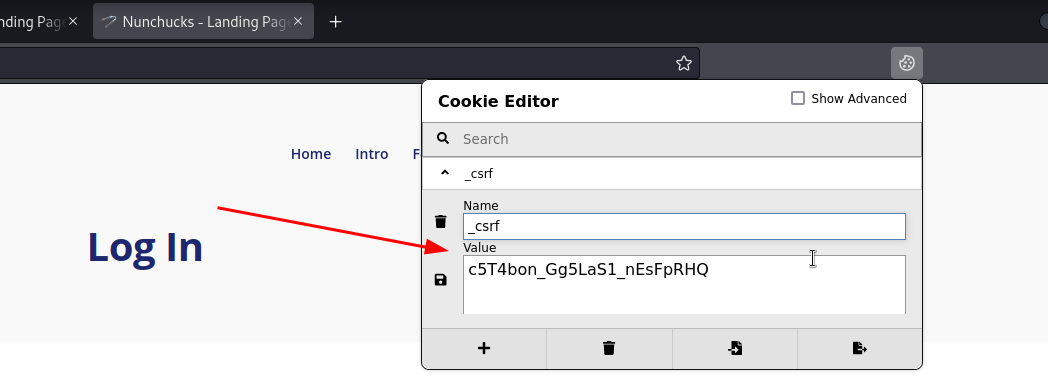 nding Page
Nunchucks - Landing Page
Cookie Editor
Show Advanced
Search
Home Intro F
_csrf
Name
_csrf
Log In
Value
c5T4bon_Gg5LaS1_nEsFpRHQ